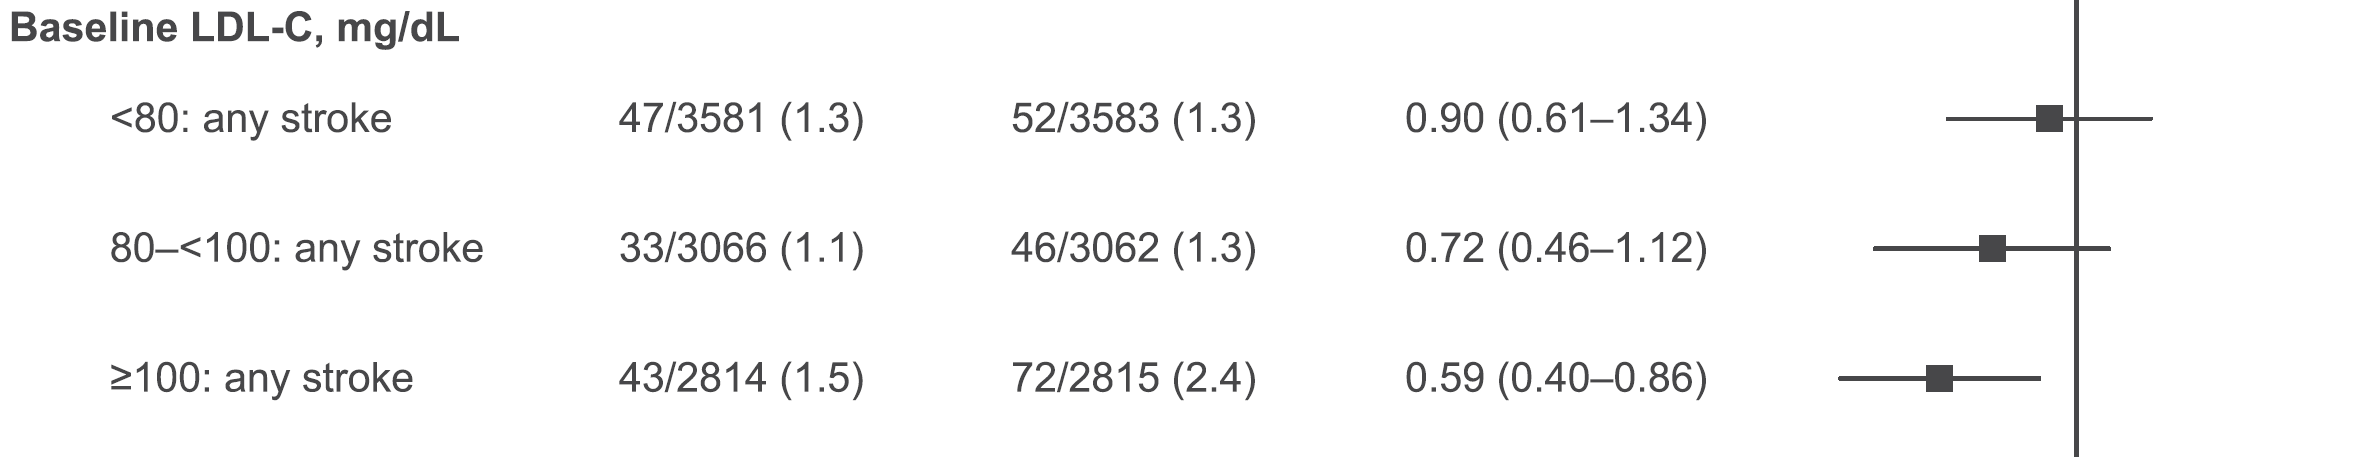 Baseline LDL-C, mg/dL
<80: any stroke 47/3581 (1.3) 52/3583 (1.3) 0.90 (0.61–1.34)
80–<100: any stroke 33/3066 (1.1) 46/3062 (1.3) 0.72 (0.46–1.12)
≥100: any stroke 43/2814 (1.5) 72/2815 (2.4) 0.59 (0.40–0.86)